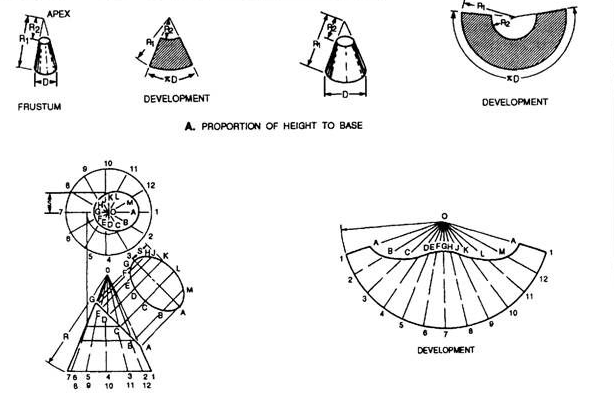 APEX
R1
R2
D
FRUSTUM
R1
R2
πD
DEVELOPMENT
R1
R2
D
R1
R2
πD
DEVELOPMENT
A. PROPORTION OF HEIGHT TO BASE
10
9 11
8 12
7 1
6 2
5 4 3
K L
H M
G O A
F B
E D C
S H J K
G L
F
E M
D
C B A
O
G
F
D
C
B A
R
7 6 5 4 3 2 1
8 9 10 11 12
O
A B C D E F G H J K L M A
1 2 3 4 5 6 7 8 9 10 11 12 1
DEVELOPMENT